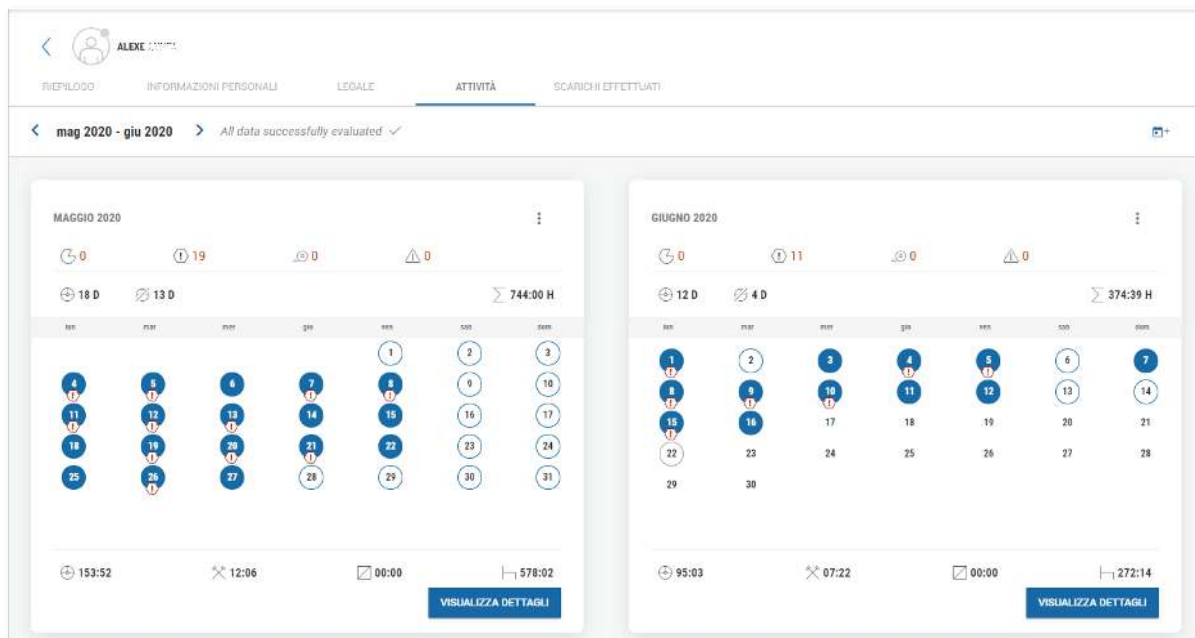 ALEXE
RIEPILOGO INFORMAZIONI PERSONALI LEGALE ATTIVITÀ SCARICHI EFFETTUATI
mag 2020 - giu 2020 All data successfully evaluated
MAGGIO 2020
0 19 0 0
18 D 13 D 744:00 H
lun mar mer gio ven sab dom
1 2 3
4 5 6 7 8 9 10
11 12 13 14 15 16 17
18 19 20 21 22 23 24
25 26 27 28 29 30 31
153:52 12:06 00:00 578:02
VISUALIZZA DETTAGLI
GIUGNO 2020
0 11 0 0
12 D 4 D 374:39 H
lun mar mer gio ven sab dom
1 2 3 4 5 6 7
8 9 10 11 12 13 14
15 16 17 18 19 20 21
22 23 24 25 26 27 28
29 30
95:03 07:22 00:00 272:14
VISUALIZZA DETTAGLI